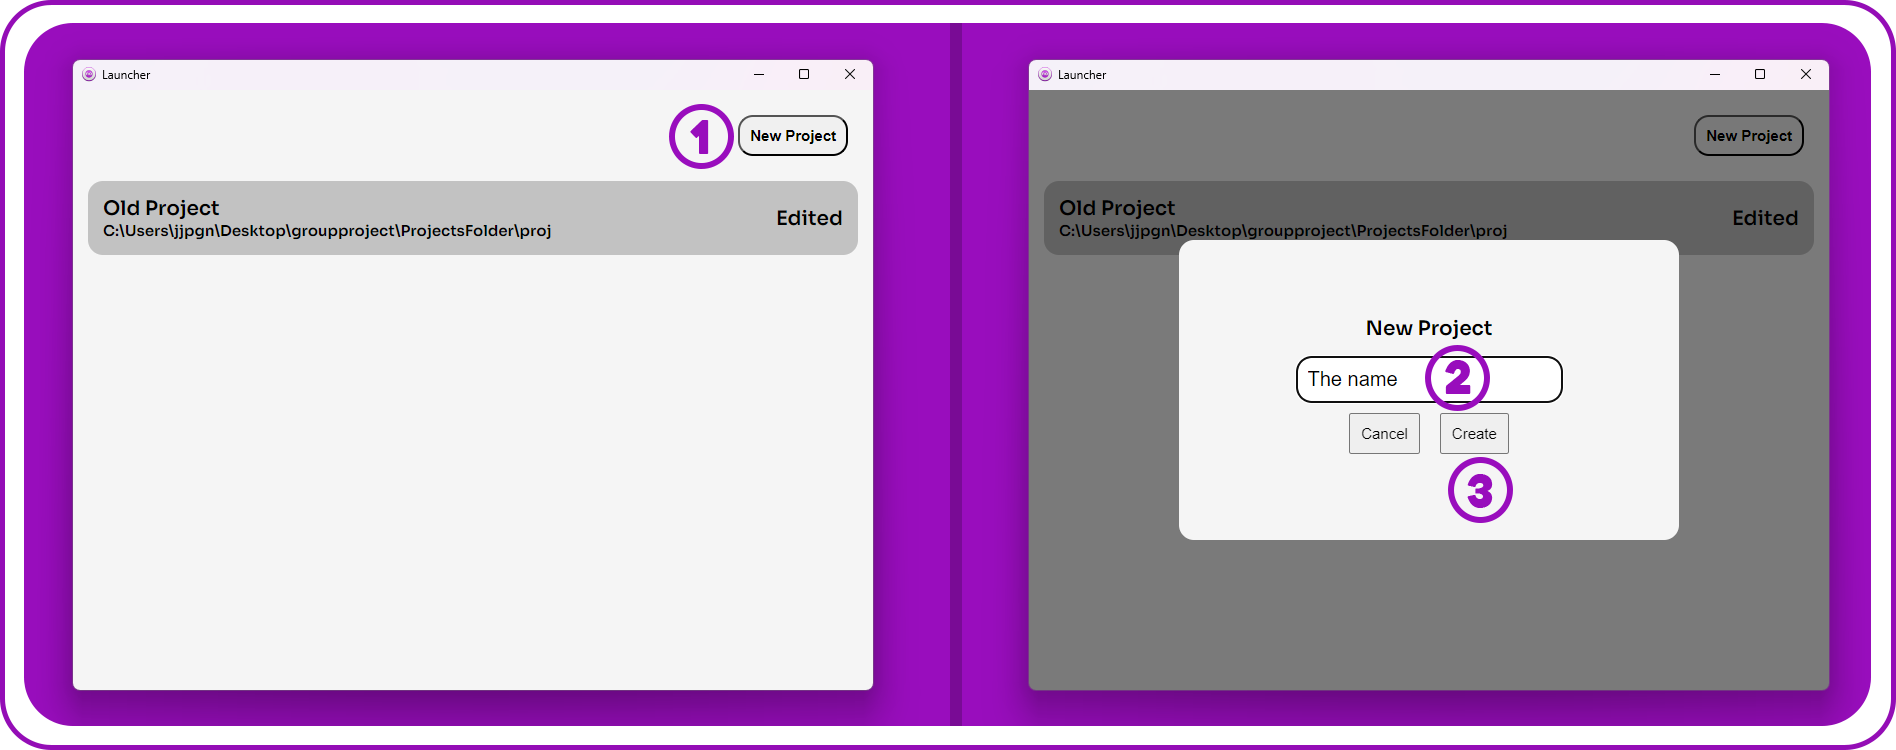 Launcher
1
New Project
Old Project
C:\Users\jjpgn\Desktop\groupproject\ProjectsFolder\proj
Edited
Launcher
New Project
Old Project
C:\Users\jjpgn\Desktop\groupproject\ProjectsFolder\proj
Edited
New Project
The name
2
Cancel
Create
3